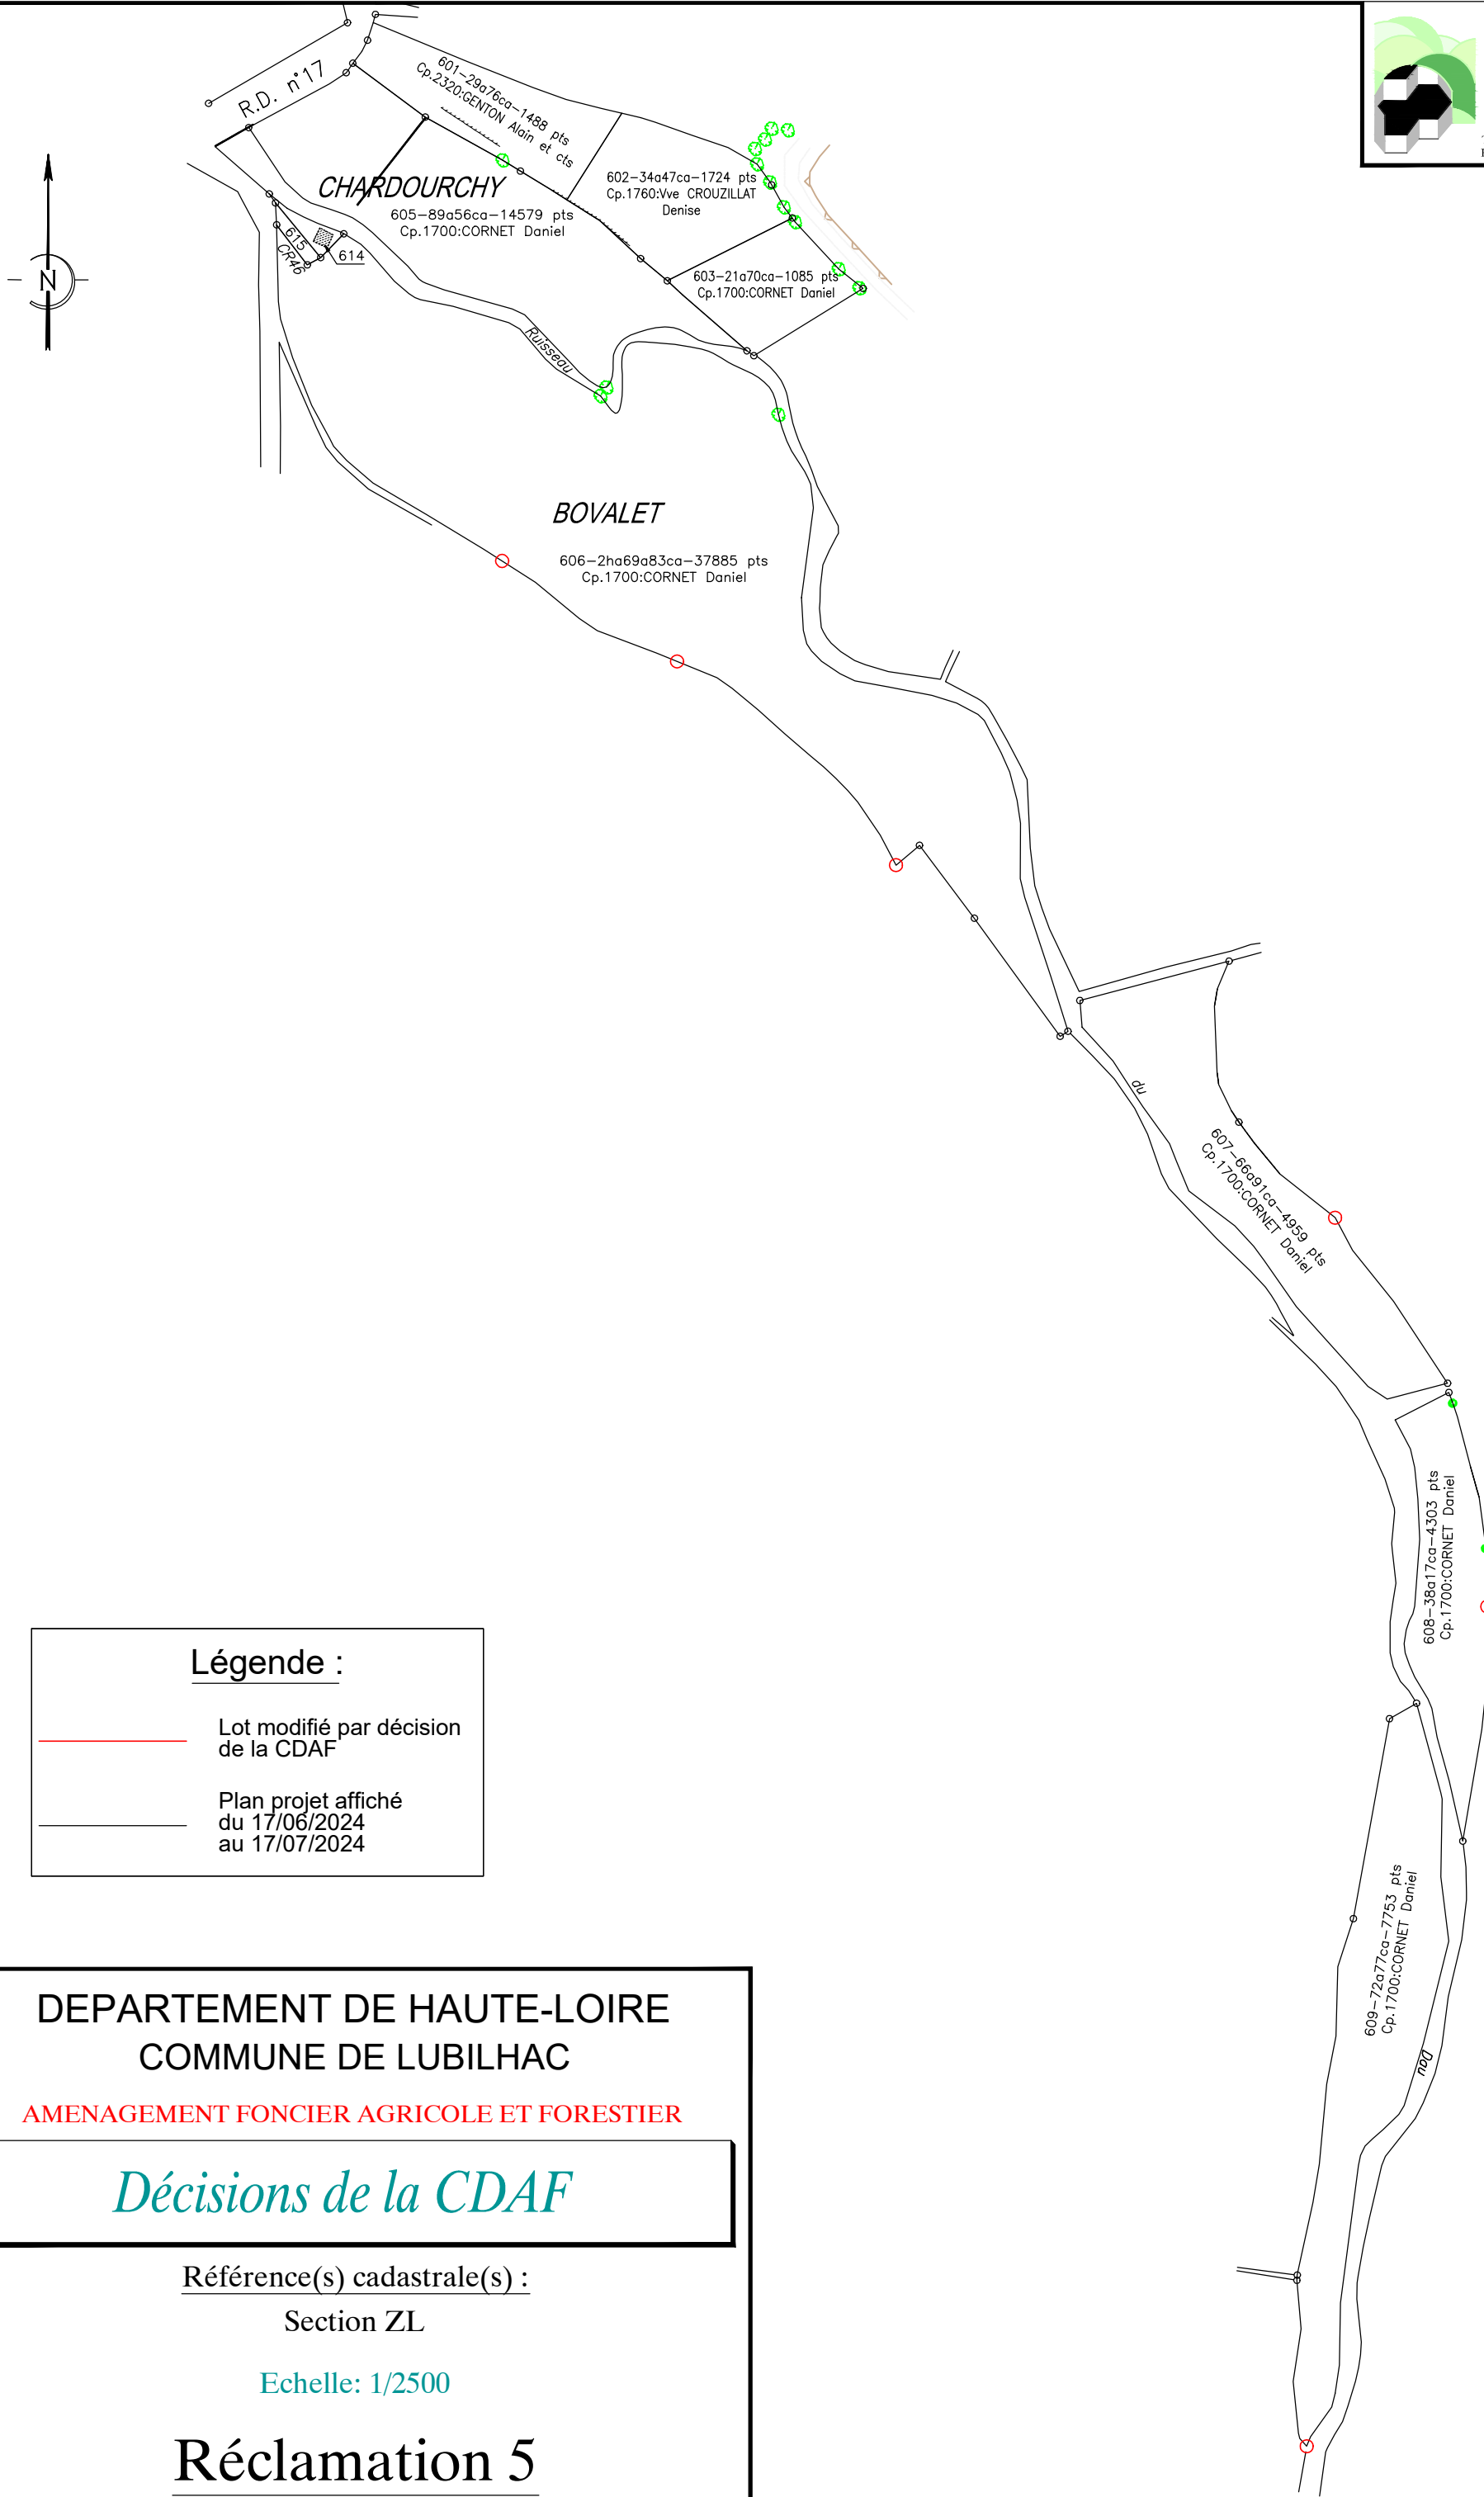 R.D. n°17
601-29a76ca-1488 pts
Cp.2320:GENTON Alain et cts
CHARDOURCHY
605-89a56ca-14579 pts
Cp.1700:CORNET Daniel
602-34a47ca-1724 pts
Cp.1760:Vve CROUZILLAT
Denise
603-21a70ca-1085 pts
Cp.1700:CORNET Daniel
615
CR46
614
N
Ruisseau
BOVALET
606-2ha69a83ca-37885 pts
Cp.1700:CORNET Daniel
du
607-66a91ca-4959 pts
Cp.1700:CORNET Daniel
608-38a17ca-4303 pts
Cp.1700:CORNET Daniel
609-72a77ca-7753 pts
Cp.1700:CORNET Daniel
Dau
Légende :
Lot modifié par décision
de la CDAF
Plan projet affiché
du 17/06/2024
au 17/07/2024
DEPARTEMENT DE HAUTE-LOIRE
COMMUNE DE LUBILHAC
AMENAGEMENT FONCIER AGRICOLE ET FORESTIER
Décisions de la CDAF
Référence(s) cadastrale(s) :
Section ZL
Echelle: 1/2500
Réclamation 5